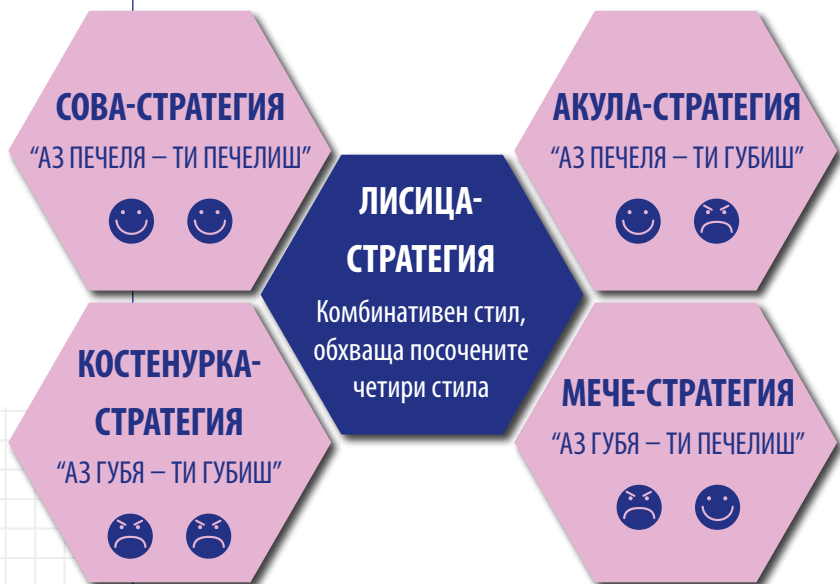 СОВА-СТРАТЕГИЯ
“АЗ ПЕЧЕЛЯ – ТИ ПЕЧЕЛИШ”
АКУЛА-СТРАТЕГИЯ
“АЗ ПЕЧЕЛЯ – ТИ ГУБИШ”
ЛИСИЦА-
СТРАТЕГИЯ
Комбинативен стил,
обхваща посочените
четири стила
КОСТЕНУРКА-
СТРАТЕГИЯ
“АЗ ГУБЯ – ТИ ГУБИШ”
МЕЧЕ-СТРАТЕГИЯ
“АЗ ГУБЯ – ТИ ПЕЧЕЛИШ”